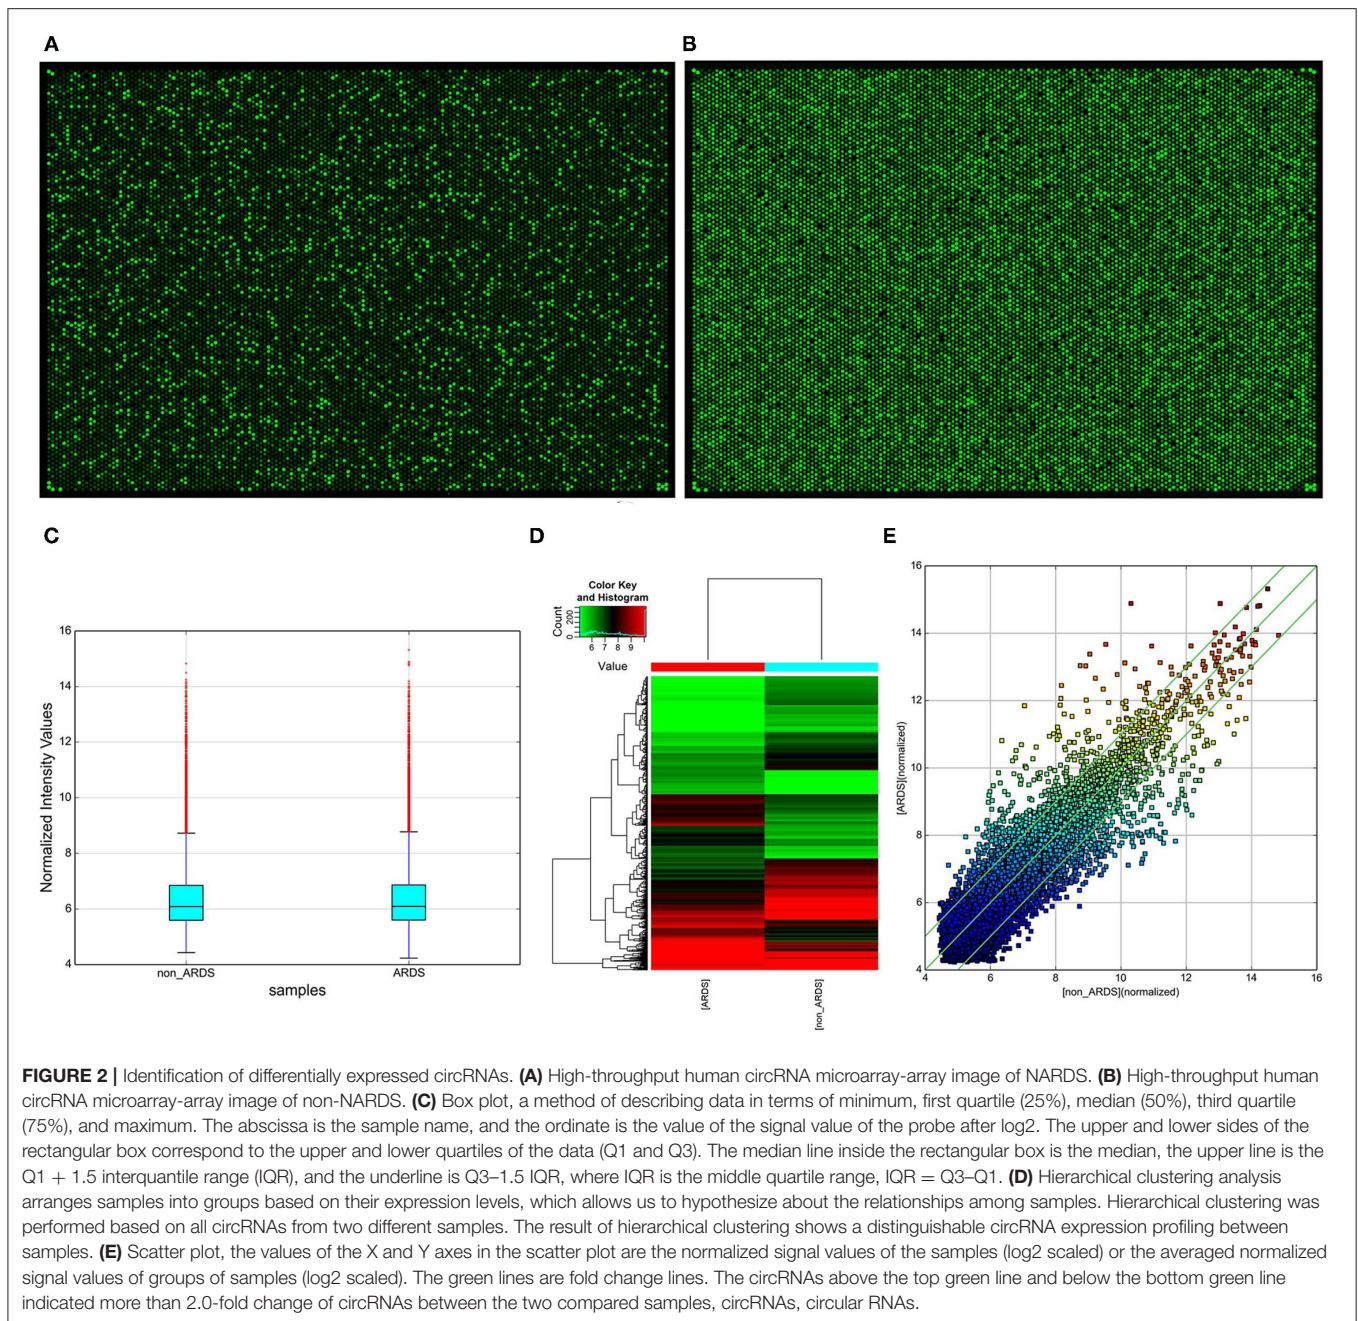 A
B
C
D
E
Color Key
and Histogram
Count
0 200
6 7 8 9
Value
16
14
12
10
8
6
4
Normalized Intensity Values
non_ARDS
ARDS
samples
[ARDS]
[non_ARDS]
16
14
12
10
8
6
4
[ARDS](normalized)
4 6 8 10 12 14 16
[non_ARDS](normalized)
FIGURE 2 | Identification of differentially expressed circRNAs. (A) High-throughput human circRNA microarray-array image of NARDS. (B) High-throughput human
circRNA microarray-array image of non-NARDS. (C) Box plot, a method of describing data in terms of minimum, first quartile (25%), median (50%), third quartile
(75%), and maximum. The abscissa is the sample name, and the ordinate is the value of the signal value of the probe after log2. The upper and lower sides of the
rectangular box correspond to the upper and lower quartiles of the data (Q1 and Q3). The median line inside the rectangular box is the median, the upper line is the
Q1 + 1.5 interquantile range (IQR), and the underline is Q3–1.5 IQR, where IQR is the middle quartile range, IQR = Q3–Q1. (D) Hierarchical clustering analysis
arranges samples into groups based on their expression levels, which allows us to hypothesize about the relationships among samples. Hierarchical clustering was
performed based on all circRNAs from two different samples. The result of hierarchical clustering shows a distinguishable circRNA expression profiling between
samples. (E) Scatter plot, the values of the X and Y axes in the scatter plot are the normalized signal values of the samples (log2 scaled) or the averaged normalized
signal values of groups of samples (log2 scaled). The green lines are fold change lines. The circRNAs above the top green line and below the bottom green line
indicated more than 2.0-fold change of circRNAs between the two compared samples, circRNAs, circular RNAs.